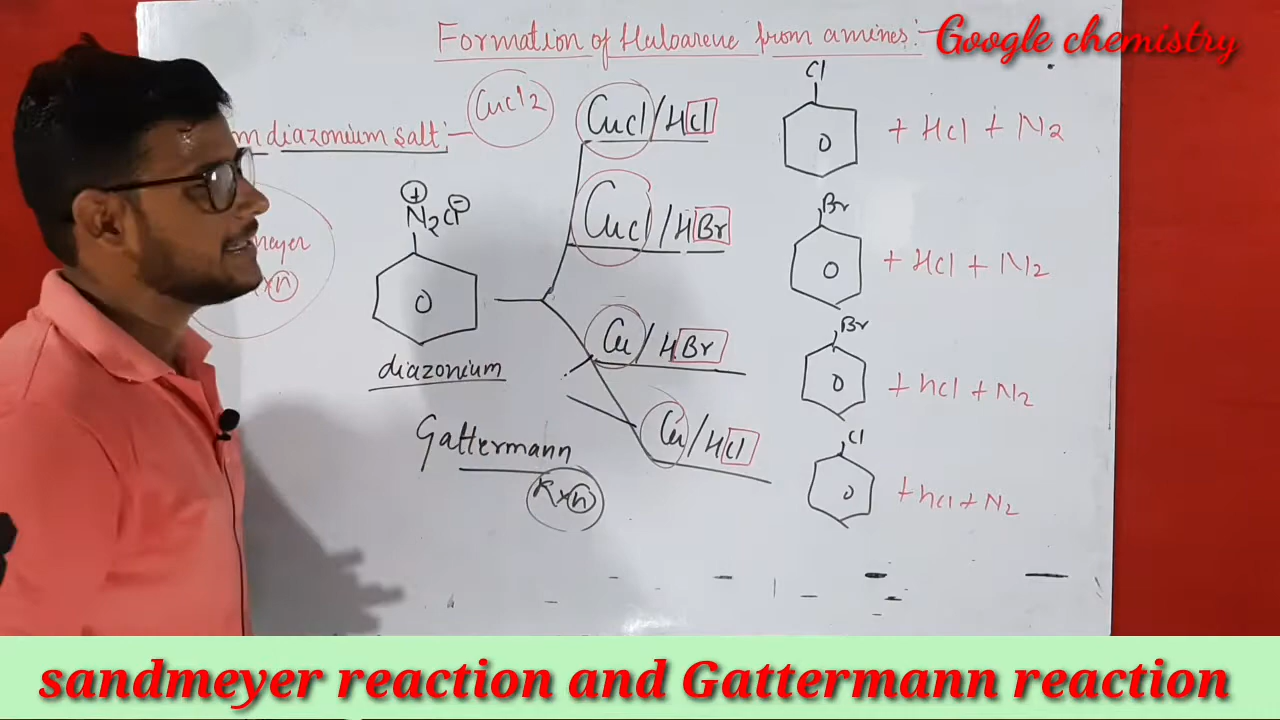 Formation of Haloarene from amines:-
Google chemistry
m diazonium salt:-
CuCl2
meyer
Rxn
N2Cl
+
-
diazonium
Gattermann
Rxn
CuCl/HCl
Cl
+ HCl + N2
CuCl/HBr
Br
+ HCl + N2
Cu/HBr
Br
+ hcl + N2
Cu/HCl
Cl
+ hcl + N2
sandmeyer reaction and Gattermann reaction